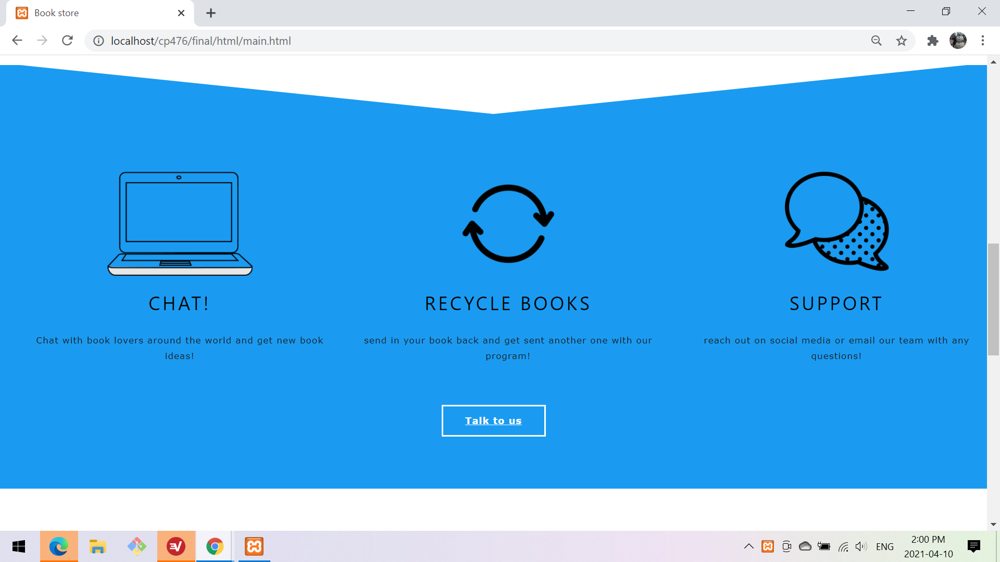 Book store
localhost/cp476/final/html/main.html
CHAT!
RECYCLE BOOKS
SUPPORT
Chat with book lovers around the world and get new book
ideas!
send in your book back and get sent another one with our
program!
reach out on social media or email our team with any
questions!
Talk to us
ENG
2:00 PM
2021-04-10